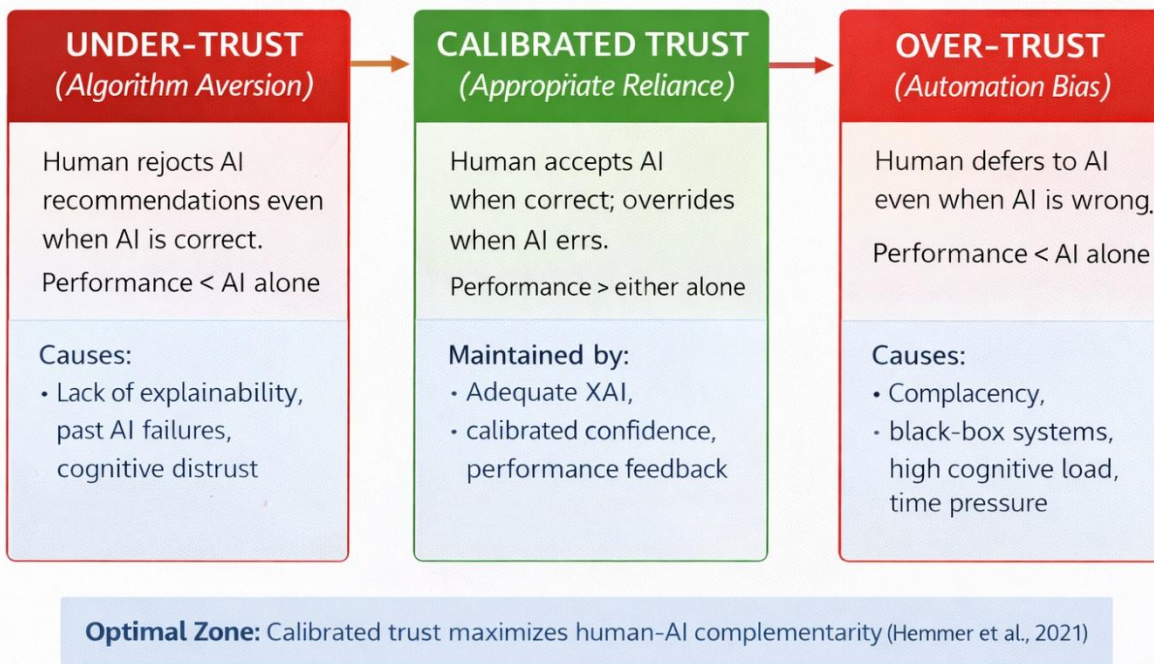 UNDER-TRUST
(Algorithm Aversion)
Human rejocts AI
recommendations even
when AI is correct.
Performance < AI alone
Causes:
• Lack of explainability,
past AI failures,
cognitive distrust
CALIBRATED TRUST
(Appropriate Reliance)
Human accepts AI
when correct; overrides
when AI errs.
Performance > either alone
Maintained by:
• Adequate XAI,
• calibrated confidence,
performance feedback
OVER-TRUST
(Automation Bias)
Human defers to AI
even when AI is wrong.
Performance < AI alone
Causes:
• Complacency,
• black-box systems,
high cognitive load,
time pressure
Optimal Zone: Calibrated trust maximizes human-AI complementarity (Hemmer et al., 2021)